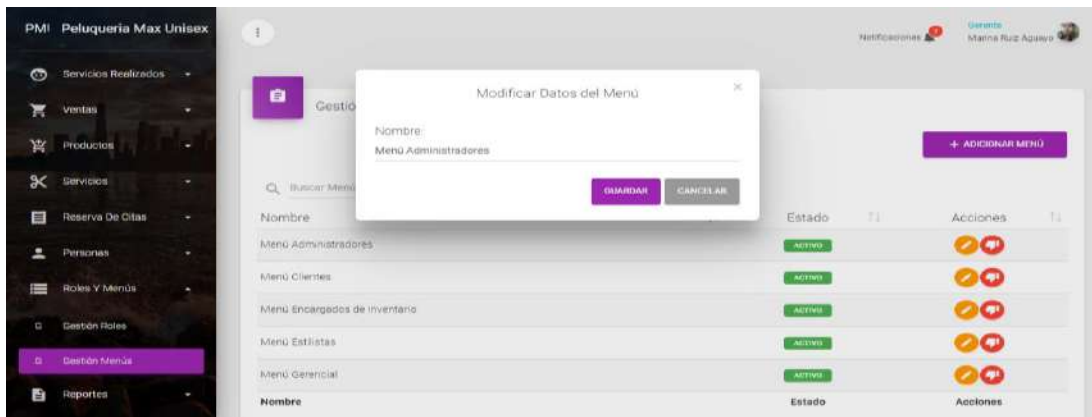 PMI Peluqueria Max Unisex
Notificaciones
Gerente
Marina Ruiz Aguayo
Servicios Realizados
Ventas
Productos
Servicios
Reserva De Citas
Personas
Roles Y Menús
G Gestión Roles
G Gestión Menús
Reportes
Gestió
Modificar Datos del Menú
×
Nombre:
Menú Administradores
GUARDAR CANCELAR
+ ADICIONAR MENÚ
Buscar Menú
Nombre Estado Acciones
Menú Administradores ACTIVO
Menú Clientes ACTIVO
Menú Encargados de Inventario ACTIVO
Menú Estilistas ACTIVO
Menú Gerencial ACTIVO
Nombre Estado Acciones